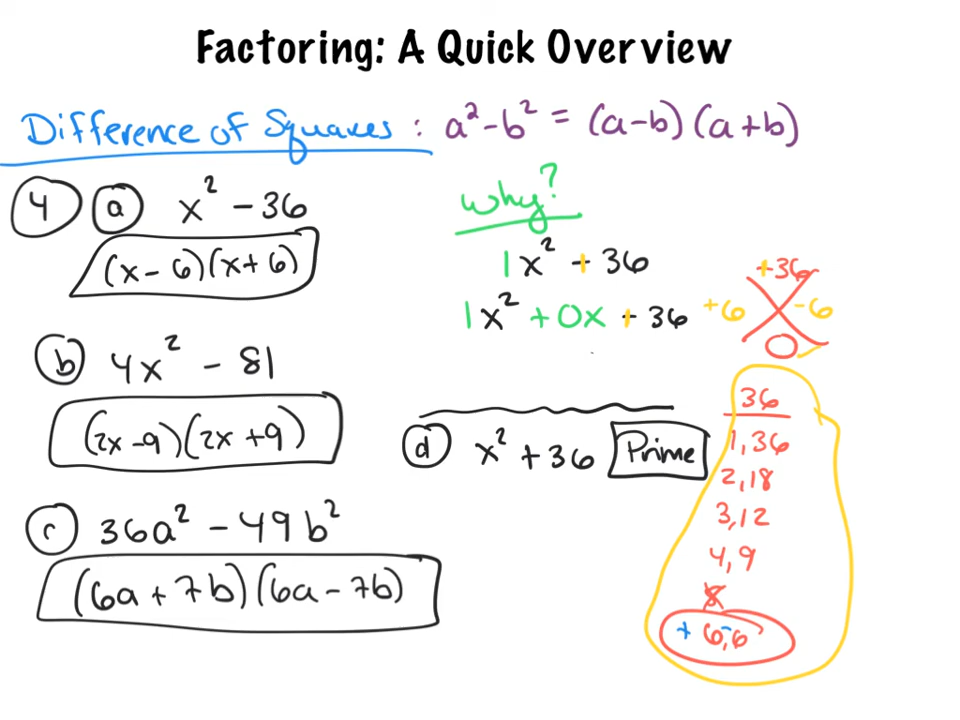 Factoring: A Quick Overview
Difference of Squares: a² - b² = (a-b)(a+b)
4 a x² - 36
(x - 6)(x + 6)
b 4x² - 81
(2x - 9)(2x + 9)
c 36a² - 49b²
(6a + 7b)(6a - 7b)
why?
1x² + 36
1x² + 0x + 36
+36
+6 -6
0
d x² + 36 Prime
36
1, 36
2, 18
3, 12
4, 9
8
+ 6, -6